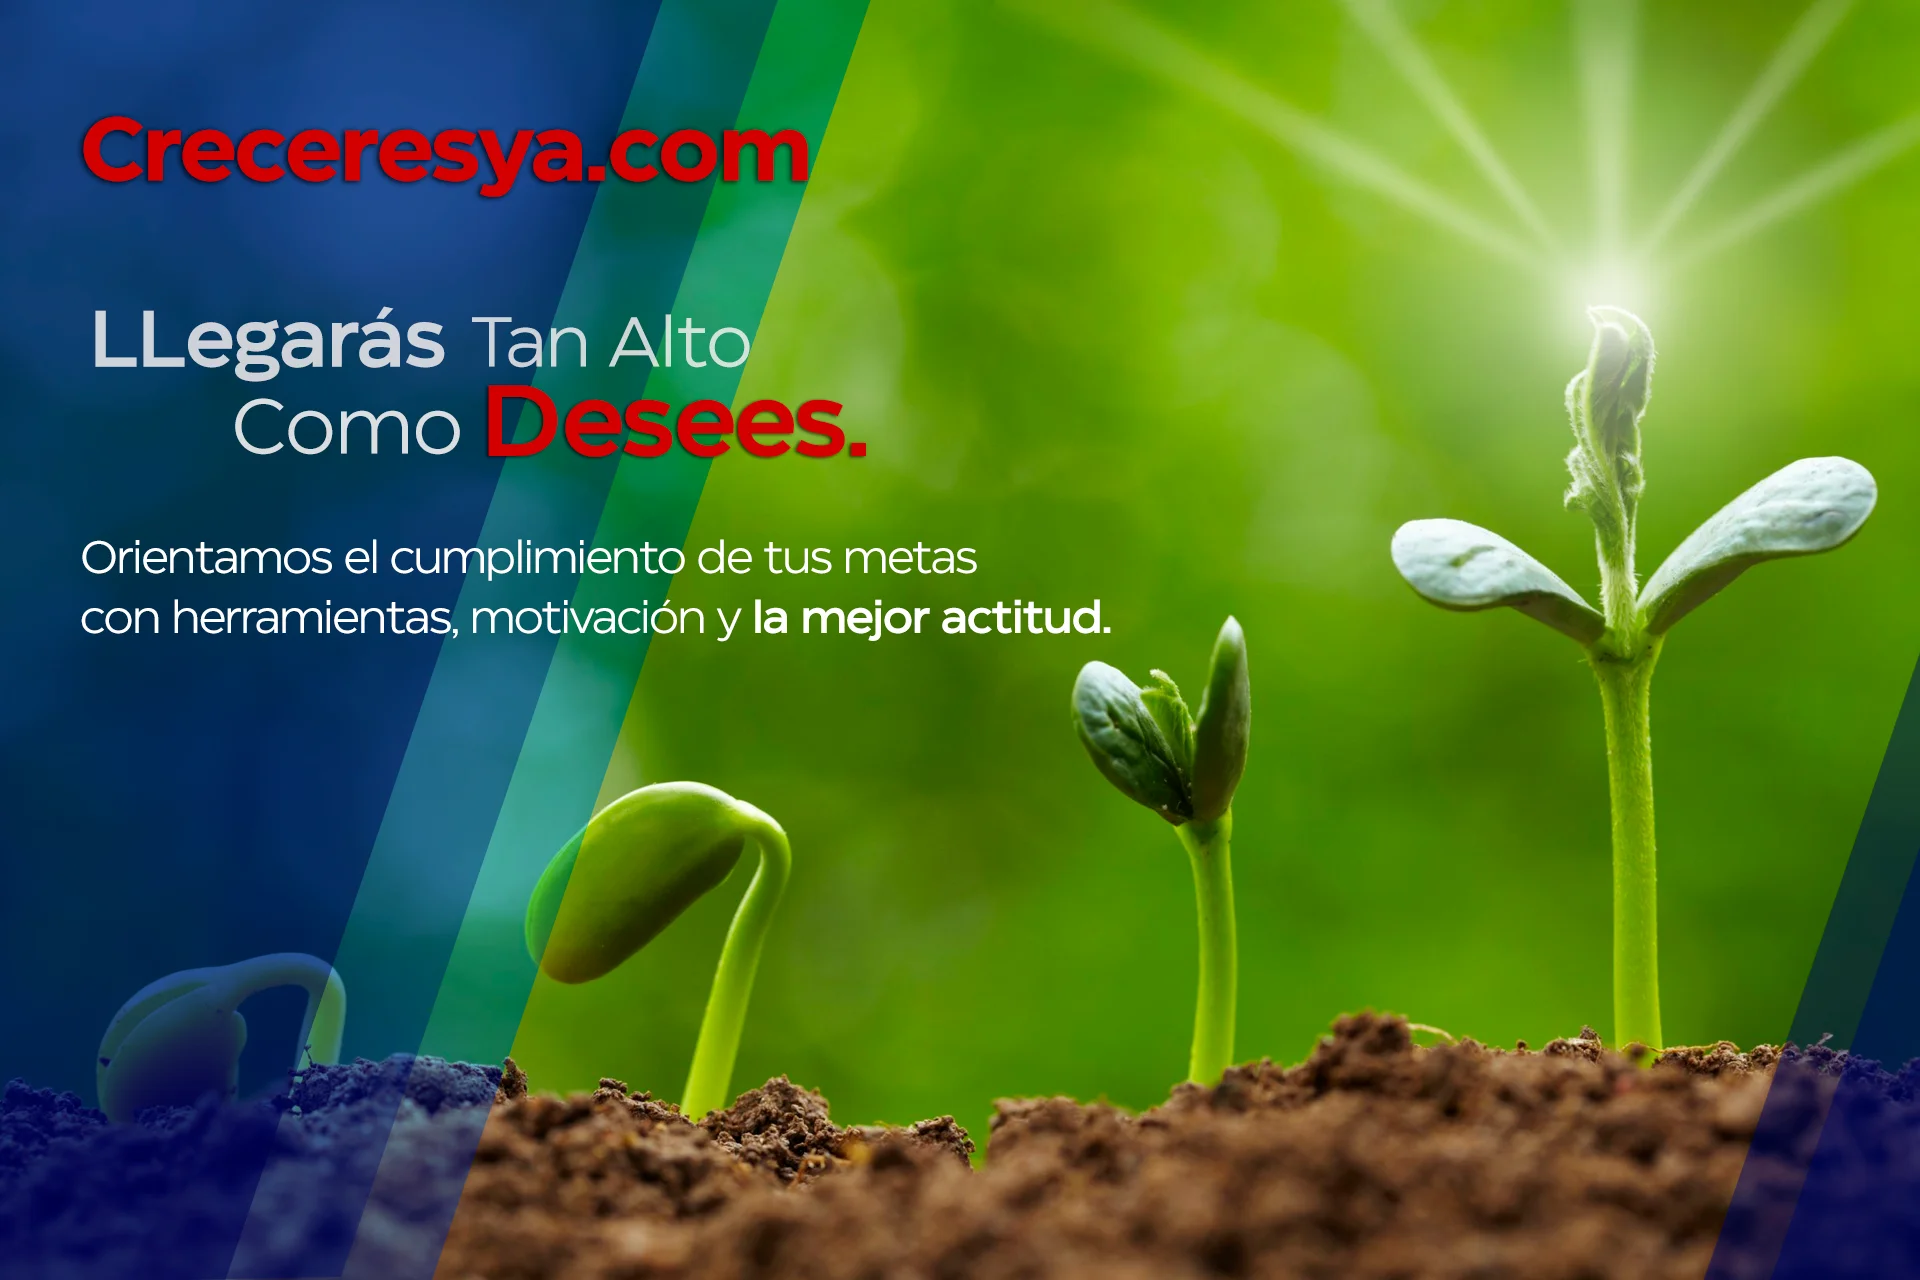 Creceresya.com
LLegarás Tan Alto
Como Desees.
Orientamos el cumplimiento de tus metas
con herramientas, motivación y la mejor actitud.